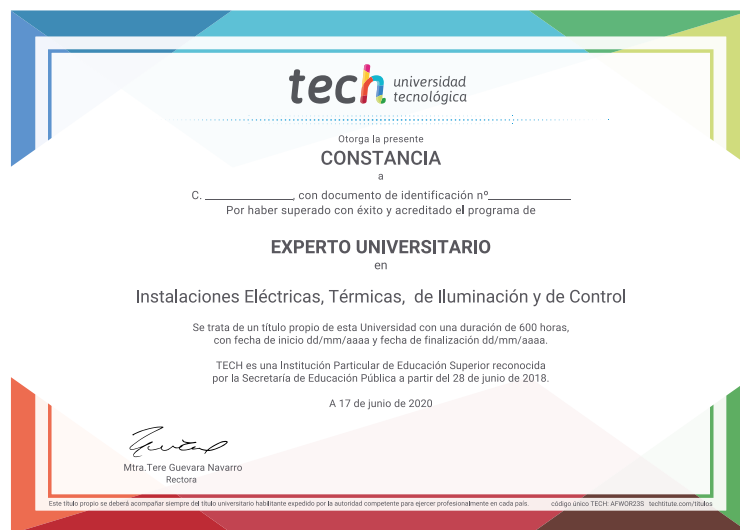 tech universidad
tecnológica
Otorga la presente
CONSTANCIA
a
C. ______________, con documento de identificación nº_____________
Por haber superado con éxito y acreditado el programa de
EXPERTO UNIVERSITARIO
en
Instalaciones Eléctricas, Térmicas, de Iluminación y de Control
Se trata de un título propio de esta Universidad con una duración de 600 horas,
con fecha de inicio dd/mm/aaaa y fecha de finalización dd/mm/aaaa.
TECH es una Institución Particular de Educación Superior reconocida
por la Secretaría de Educación Pública a partir del 28 de junio de 2018.
A 17 de junio de 2020
Mtra.Tere Guevara Navarro
Rectora
Este título propio se deberá acompañar siempre del título universitario habilitante expedido por la autoridad competente para ejercer profesionalmente en cada país. código único TECH: AFWOR23S techtitute.com/titulos